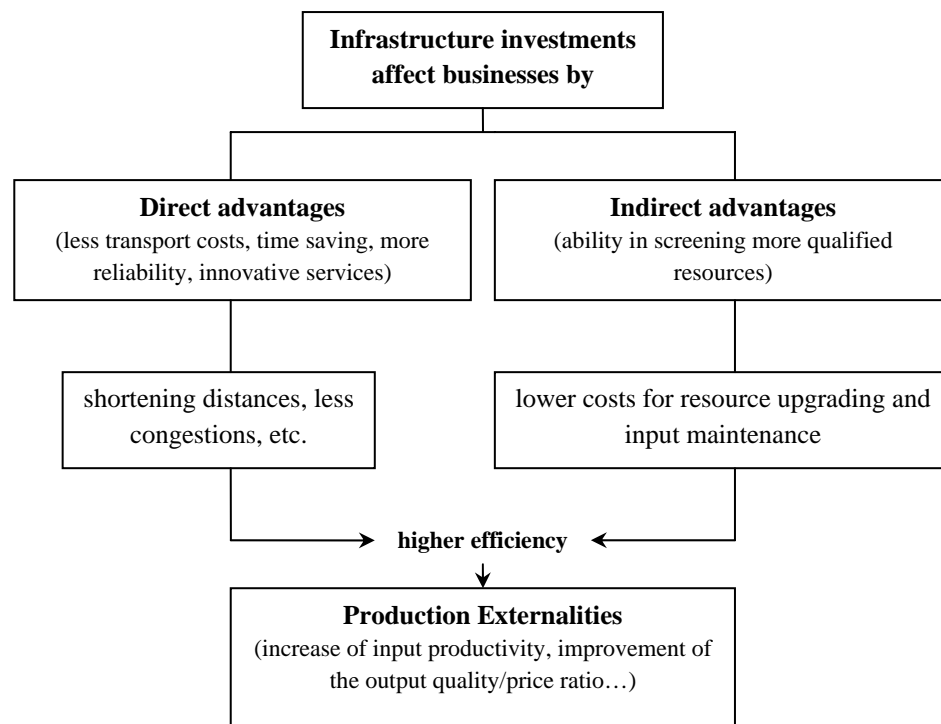 Infrastructure investments
affect businesses by
Direct advantages
(less transport costs, time saving, more
reliability, innovative services)
Indirect advantages
(ability in screening more qualified
resources)
shortening distances, less
congestions, etc.
lower costs for resource upgrading and
input maintenance
higher efficiency
Production Externalities
(increase of input productivity, improvement of
the output quality/price ratio…)